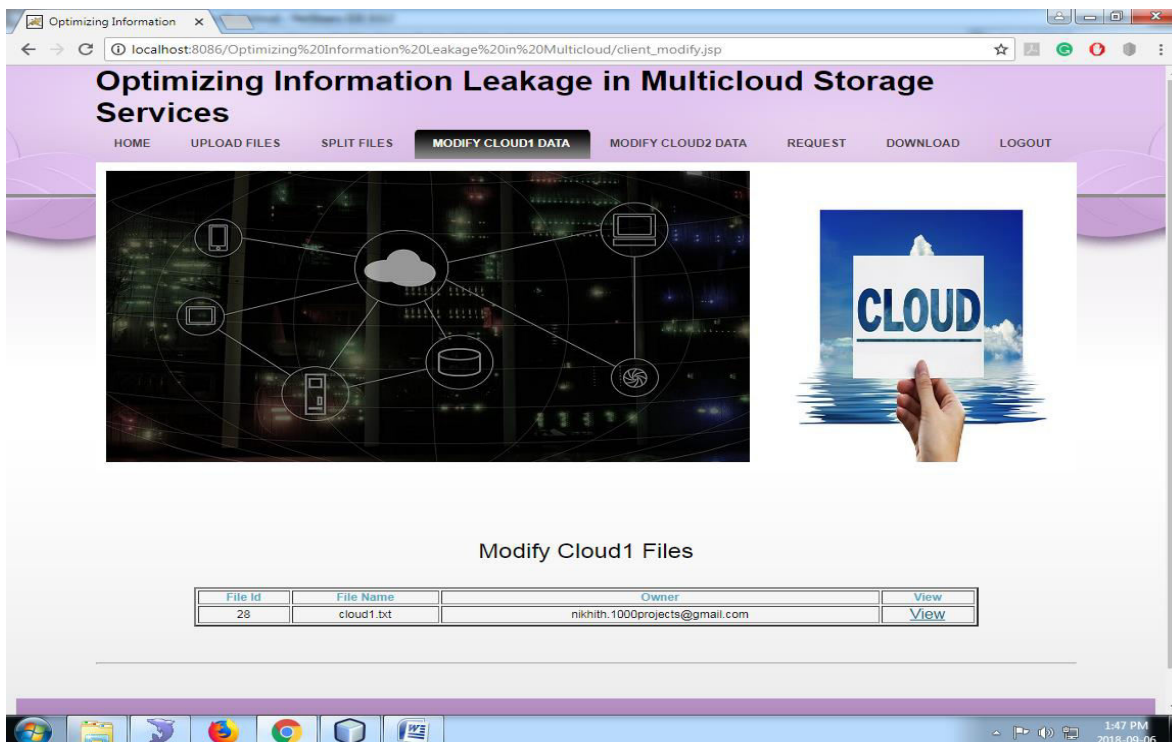 Optimizing Information
localhost:8086/Optimizing%20Information%20Leakage%20in%20Multicloud/client_modify.jsp
Optimizing Information Leakage in Multicloud Storage
Services
HOME UPLOAD FILES SPLIT FILES MODIFY CLOUD1 DATA MODIFY CLOUD2 DATA REQUEST DOWNLOAD LOGOUT
CLOUD
Modify Cloud1 Files
File Id File Name Owner View
28 cloud1.txt nikhith.1000projects@gmail.com View
1:47 PM
2018-09-06